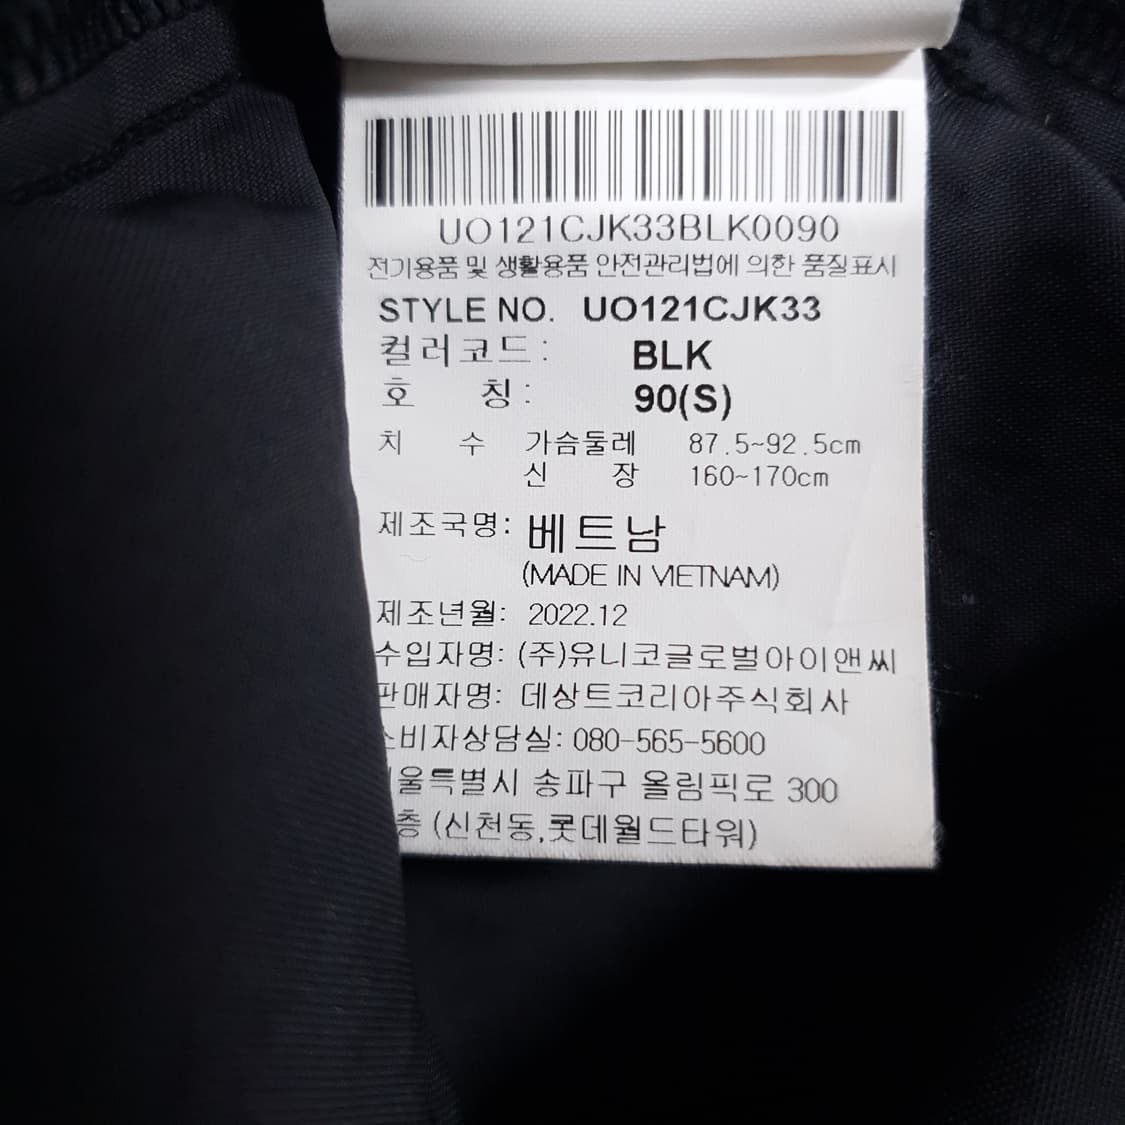 UO121CJK33BLK0090
전기용품 및 생활용품 안전관리법에 의한 품질표시
STYLE NO. UO121CJK33
컬러코드: BLK
호 칭: 90(S)
치 수 가슴둘레 87.5~92.5cm
신 장 160~170cm
제조국명: 베트남
(MADE IN VIETNAM)
제조년월: 2022.12
수입자명: (주)유니코글로벌아이앤씨
판매자명: 데상트코리아주식회사
소비자상담실: 080-565-5600
울특별시 송파구 올림픽로 300
층 (신천동,롯데월드타워)